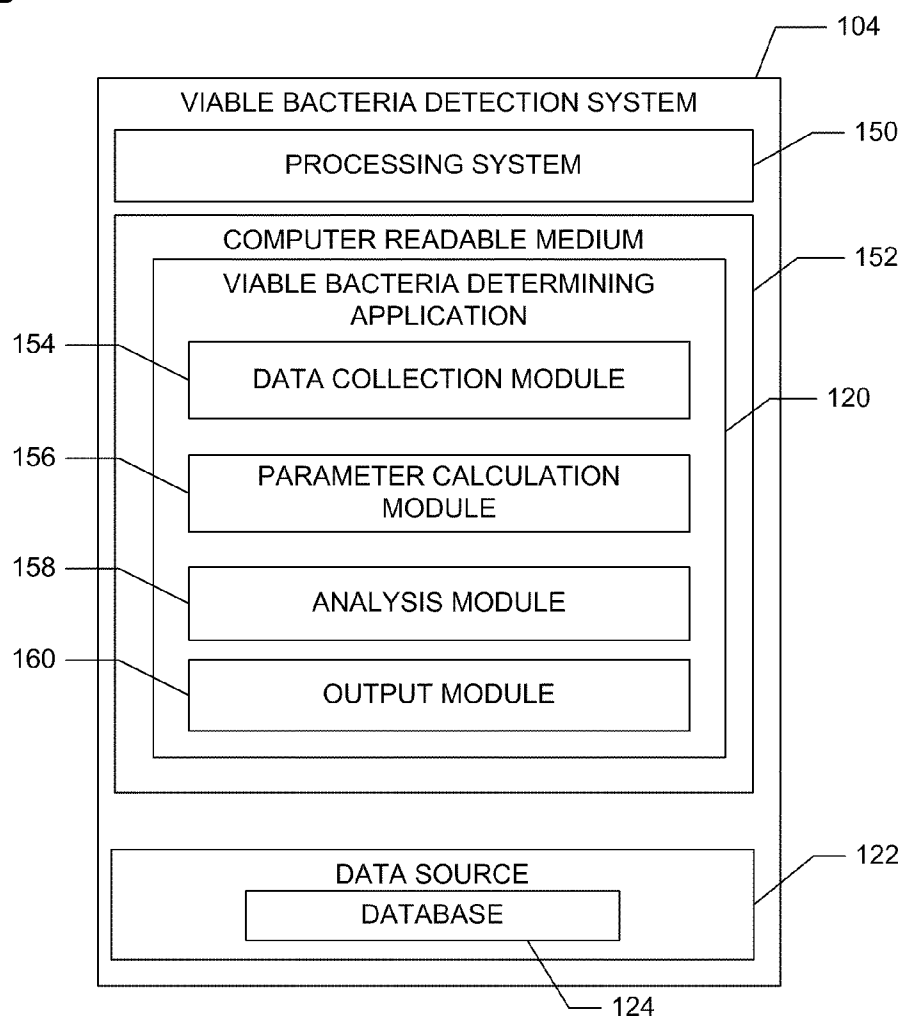 104
VIABLE BACTERIA DETECTION SYSTEM
150
PROCESSING SYSTEM
COMPUTER READABLE MEDIUM
152
VIABLE BACTERIA DETERMINING
APPLICATION
154
DATA COLLECTION MODULE
120
156
PARAMETER CALCULATION
MODULE
158
ANALYSIS MODULE
160
OUTPUT MODULE
122
DATA SOURCE
DATABASE
124